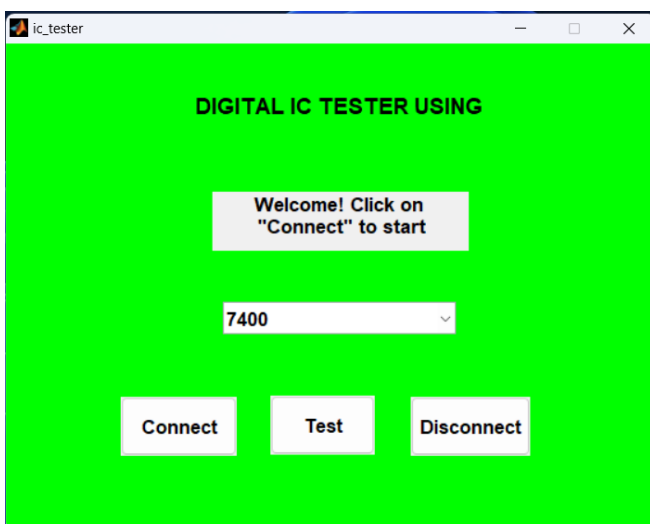 ic_tester
DIGITAL IC TESTER USING
Welcome! Click on
"Connect" to start
7400
Connect
Test
Disconnect